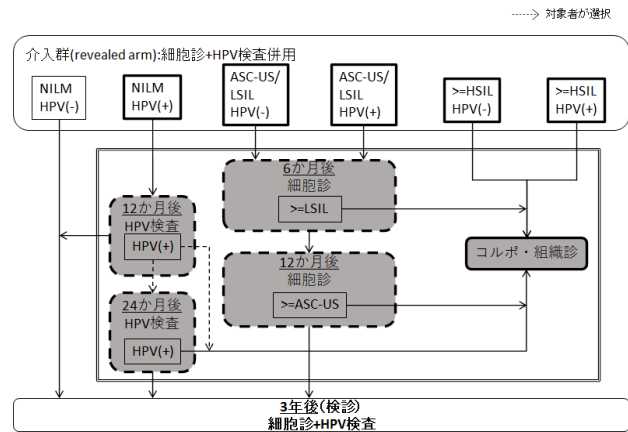 対象者が選択
介入群(revealed arm):細胞診+HPV検査併用
NILM
HPV(-)
NILM
HPV(+)
ASC-US/
LSIL
HPV(-)
ASC-US/
LSIL
HPV(+)
>=HSIL
HPV(-)
>=HSIL
HPV(+)
6か月後
細胞診
>=LSIL
12か月後
HPV検査
HPV(+)
コルポ・組織診
12か月後
細胞診
>=ASC-US
24か月後
HPV検査
HPV(+)
3年後(検診)
細胞診+HPV検査